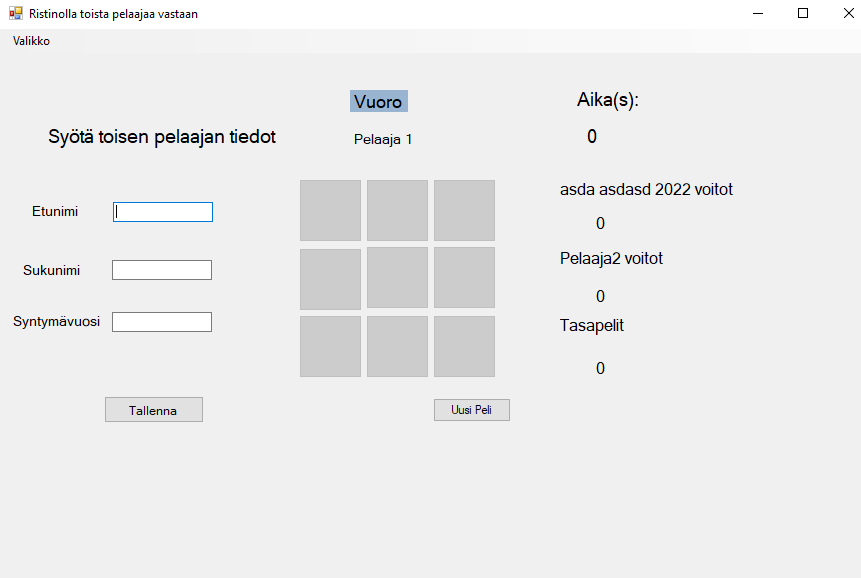 Ristinolla toista pelaajaa vastaan
Valikko
Vuoro
Aika(s):
Syötä toisen pelaajan tiedot
Pelaaja 1
0
asda asdasd 2022 voitot
Etunimi
0
Pelaaja2 voitot
Sukunimi
0
Syntymävuosi
Tasapelit
0
Tallenna
Uusi Peli